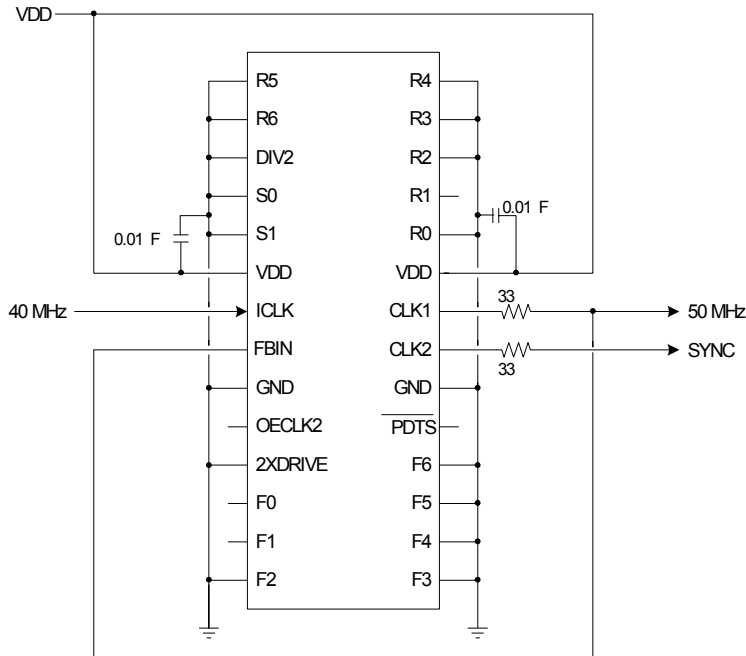 VDD
R5 R4
R6 R3
DIV2 R2
S0 R1
0.01 F
S1 R0
0.01 F
VDD VDD
40 MHz ICLK CLK1 33 50 MHz
FBIN CLK2 33 SYNC
GND GND
OECLK2 PDTS
2XDRIVE F6
F0 F5
F1 F4
F2 F3